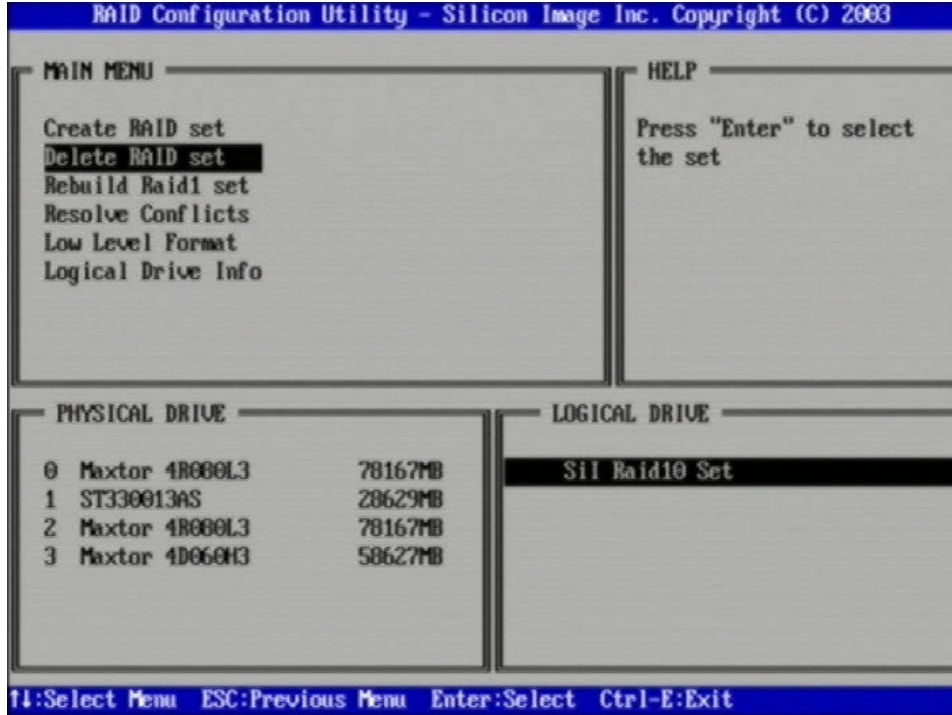 RAID Configuration Utility - Silicon Image Inc. Copyright (C) 2003
MAIN MENU
Create RAID set
Delete RAID set
Rebuild Raid1 set
Resolve Conflicts
Low Level Format
Logical Drive Info
HELP
Press "Enter" to select
the set
PHYSICAL DRIVE
0 Maxtor 4R080L3 78167MB
1 ST330013AS 28629MB
2 Maxtor 4R080L3 78167MB
3 Maxtor 4D060H3 58627MB
LOGICAL DRIVE
SiI Raid10 Set
↑↓:Select Menu ESC:Previous Menu Enter:Select Ctrl-E:Exit